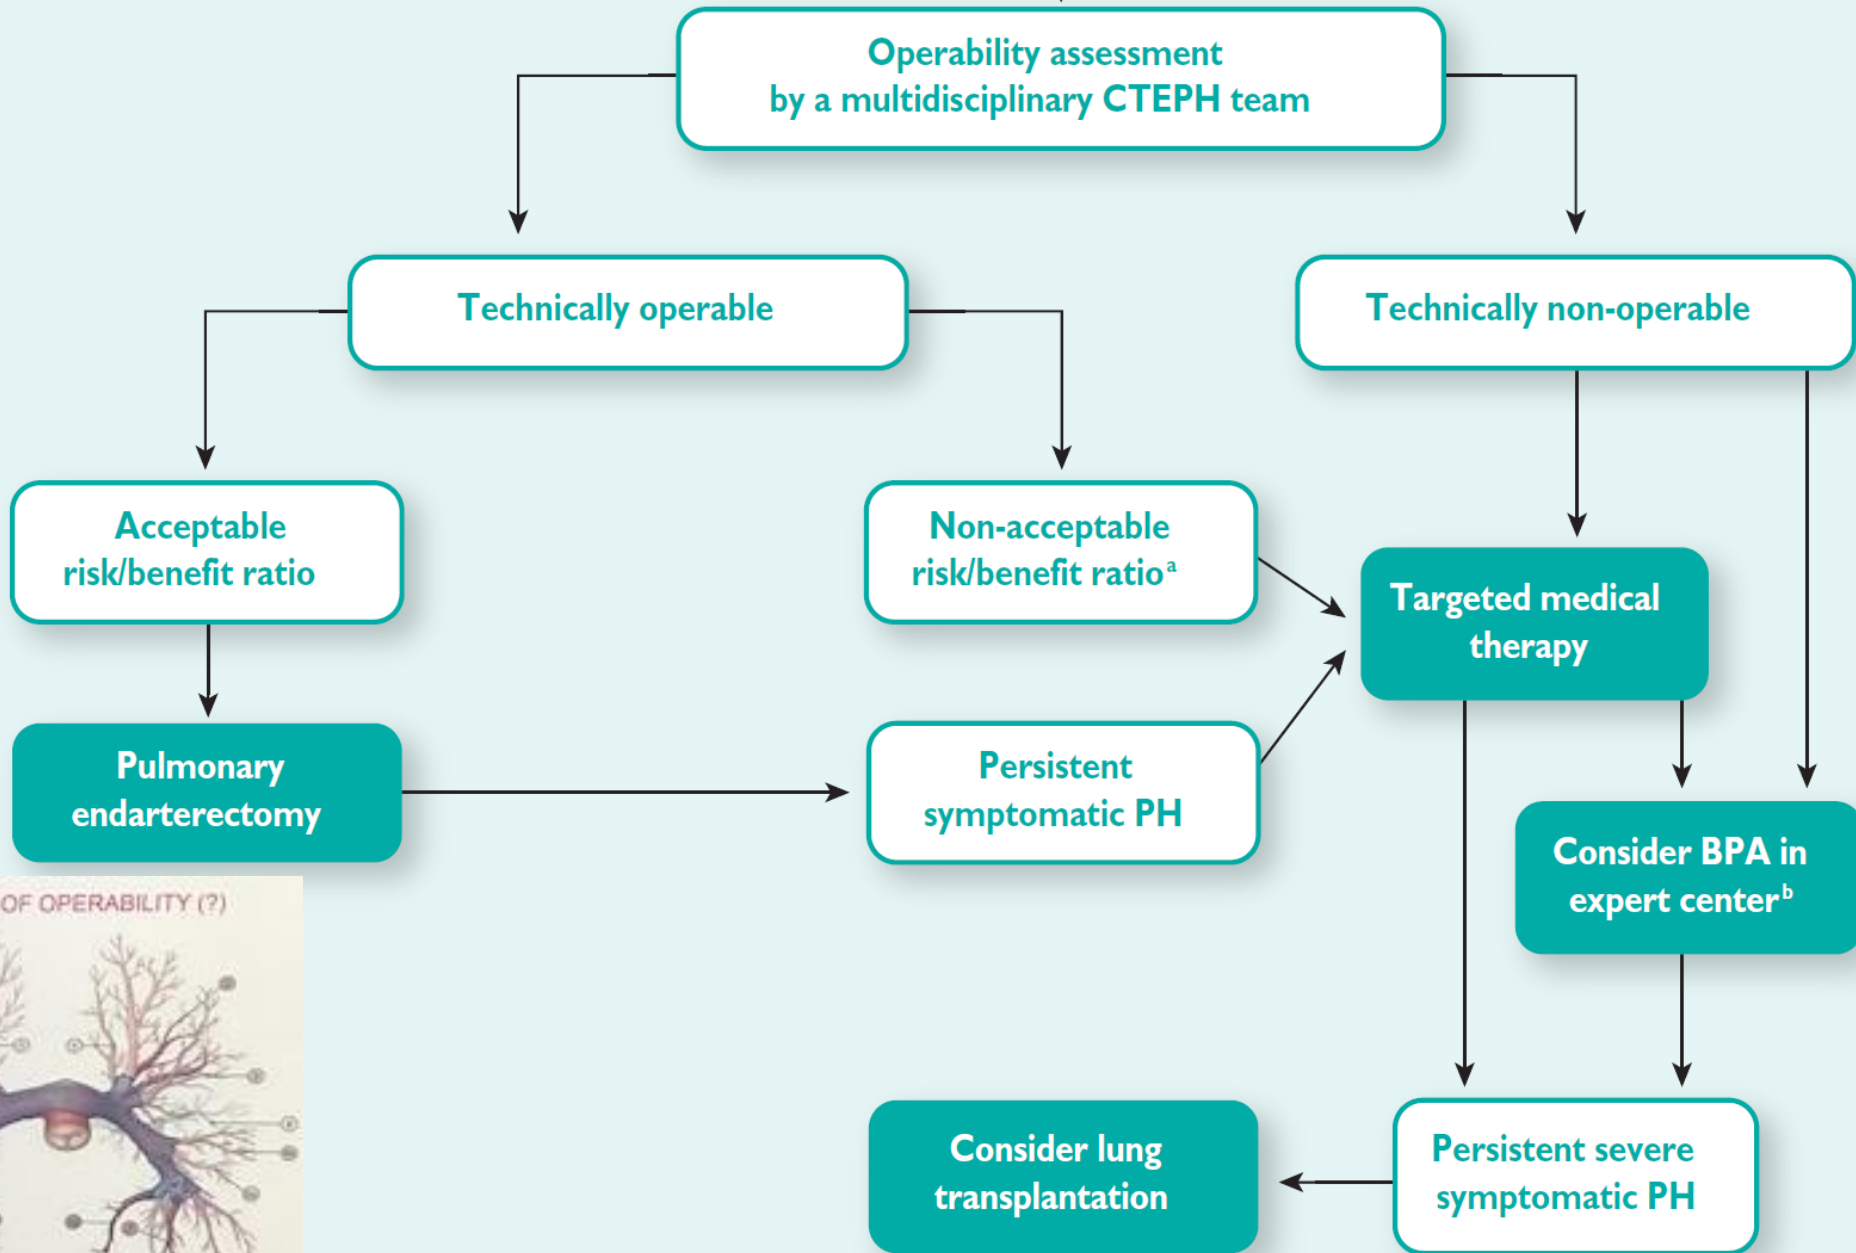 Operability assessment
by a multidisciplinary CTEPH team
Technically operable
Technically non-operable
Acceptable
risk/benefit ratio
Non-acceptable
risk/benefit ratioᵃ
Targeted medical
therapy
Pulmonary
endarterectomy
Persistent
symptomatic PH
Consider BPA in
expert centerᵇ
OF OPERABILITY (?)
Consider lung
transplantation
Persistent severe
symptomatic PH